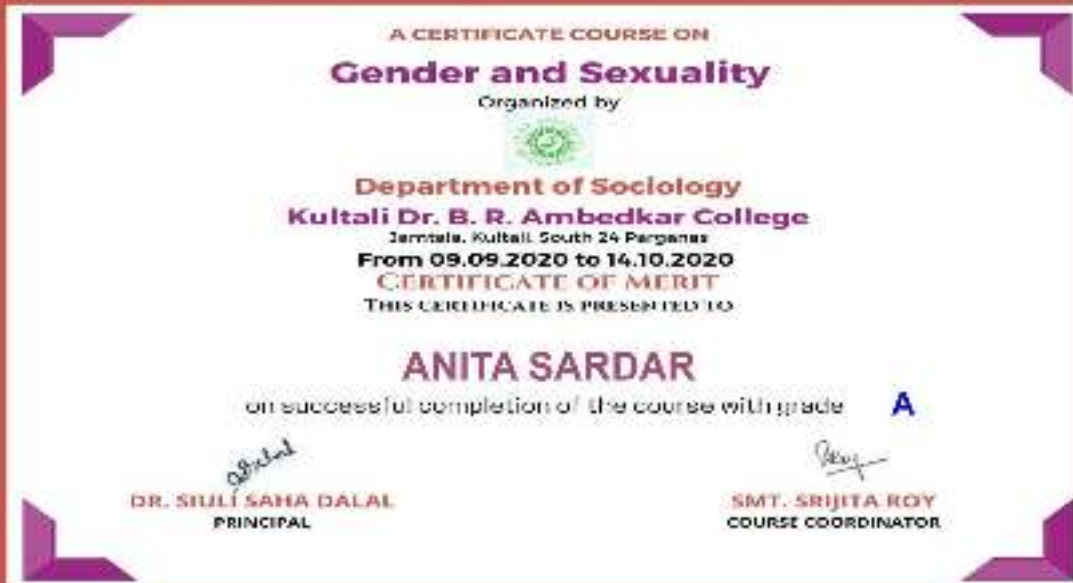 A CERTIFICATE COURSE ON
Gender and Sexuality
Organized by
Department of Sociology
Kultali Dr. B. R. Ambedkar College
Jamtala, Kultali, South 24 Parganas
From 09.09.2020 to 14.10.2020
CERTIFICATE OF MERIT
THIS CERTIFICATE IS PRESENTED TO
ANITA SARDAR
on successful completion of the course with grade A
DR. SIULI SAHA DALAL
PRINCIPAL
SMT. SRIJITA ROY
COURSE COORDINATOR